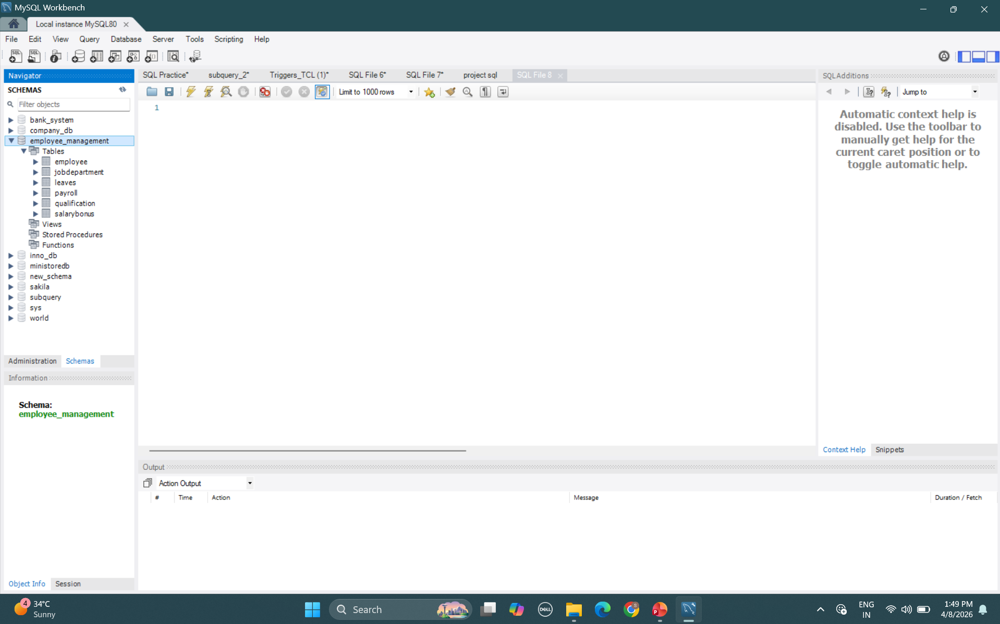 MySQL Workbench
Local instance MySQL80
File Edit View Query Database Server Tools Scripting Help
Navigator
SCHEMAS
Filter objects
bank_system
company_db
employee_management
Tables
employee
jobdepartment
leaves
payroll
qualification
salarybonus
Views
Stored Procedures
Functions
inno_db
ministoredb
new_schema
sakila
subquery
sys
world
Administration Schemas
Information
Schema:
employee_management
Object Info Session
SQL Practice* subquery_2* Triggers_TCL (1)* SQL File 6* SQL File 7* project sql SQL File 8
Limit to 1000 rows
1
SQLAdditions
Jump to
Automatic context help is
disabled. Use the toolbar to
manually get help for the
current caret position or to
toggle automatic help.
Context Help Snippets
Output
Action Output
# Time Action Message Duration / Fetch
4
34°C
Sunny
Search
DELL
ENG
IN
1:49 PM
4/8/2026